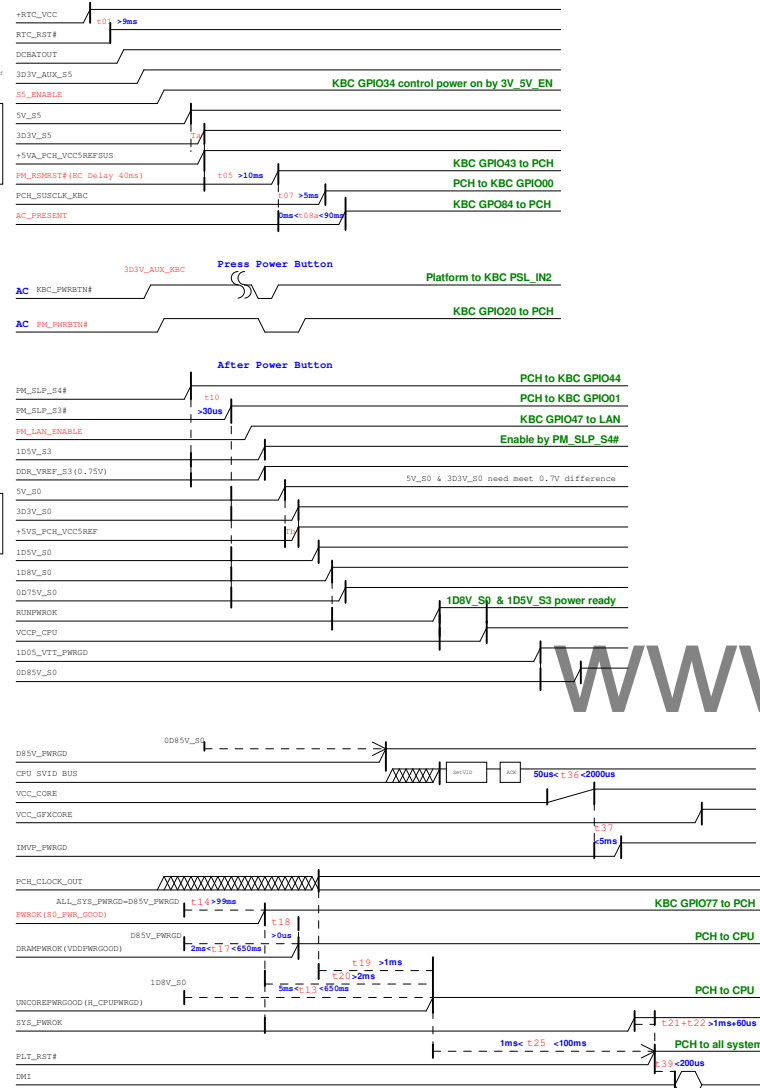 +RTC_VCC
t01 >9ms
RTC_RST#
DCBATOUT
3D3V_AUX_S5
KBC GPIO34 control power on by 3V_5V_EN
S5_ENABLE
5V_S5
3D3V_S5
Ta
+5VA_PCH_VCC5REFSUS
KBC GPIO43 to PCH
PM_RSMRST#(EC Delay 40ms)
t05 >10ms
PCH to KBC GPIO00
PCH_SUSCLK_KBC
t07 >5ms
KBC GPO84 to PCH
AC_PRESENT
0ms<t08a<90ms
Press Power Button
3D3V_AUX_KBC
Platform to KBC PSL_IN2
AC KBC_PWRBTN#
KBC GPIO20 to PCH
AC PM_PWRBTN#
After Power Button
PCH to KBC GPIO44
PM_SLP_S4#
t10
PCH to KBC GPIO01
PM_SLP_S3#
>30us
KBC GPIO47 to LAN
PM_LAN_ENABLE
Enable by PM_SLP_S4#
1D5V_S3
DDR_VREF_S3(0.75V)
5V_S0 & 3D3V_S0 need meet 0.7V difference
5V_S0
3D3V_S0
+5VS_PCH_VCC5REF
Tb
1D5V_S0
1D8V_S0
0D75V_S0
1D8V_S0 & 1D5V_S3 power ready
RUNPWROK
VCCP_CPU
1D05_VTT_PWRGD
0D85V_S0
WWW
0D85V_S0
D85V_PWRGD
CPU SVID BUS
SetVID
ACK
50us< t36 <2000us
VCC_CORE
VCC_GFXCORE
t37
<5ms
IMVP_PWRGD
PCH_CLOCK_OUT
ALL_SYS_PWRGD=D85V_PWRGD
t14 >99ms
KBC GPIO77 to PCH
PWROK(S0_PWR_GOOD)
t18
>0us
D85V_PWRGD
PCH to CPU
DRAMPWROK(VDDPWRGOOD)
2ms<t17<650ms
t19 >1ms
t20 >2ms
1D8V_S0
5ms<t13<650ms
PCH to CPU
UNCOREPWRGOOD(H_CPUPWRGD)
SYS_PWROK
t21+t22 >1ms+60us
1ms< t25 <100ms
PCH to all system
PLT_RST#
t39 <200us
DMI